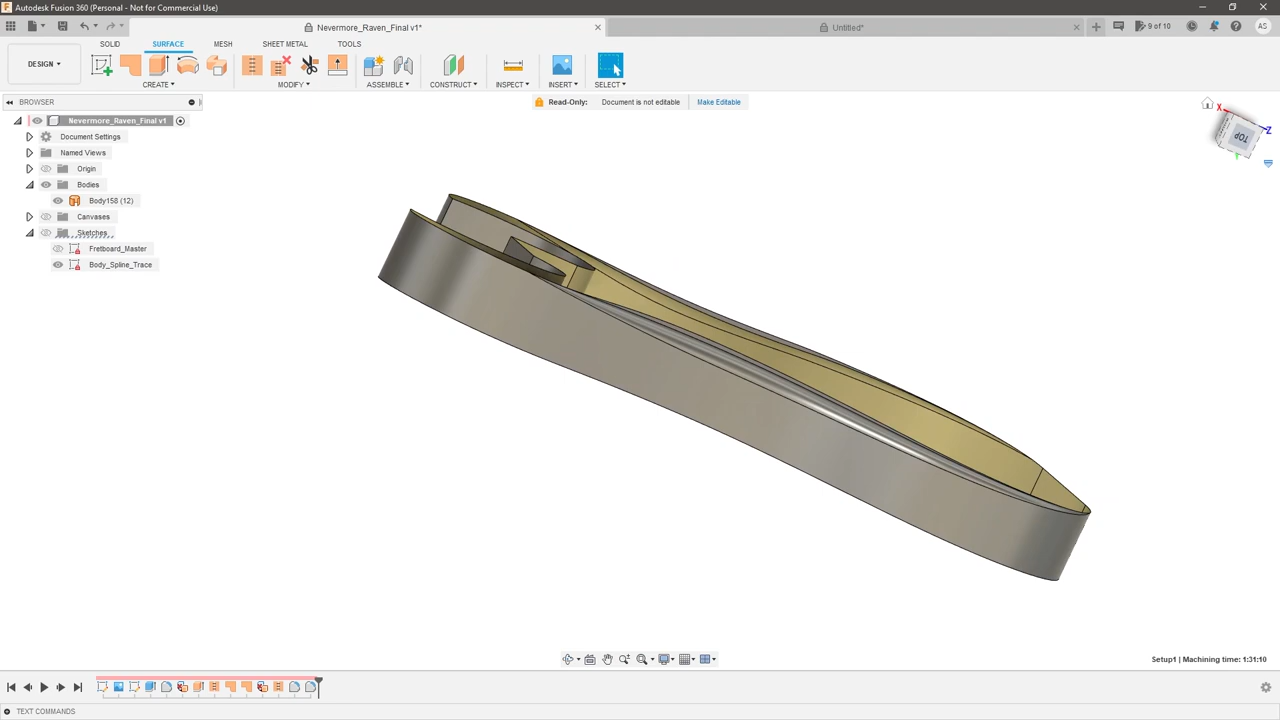 Autodesk Fusion 360 (Personal - Not for Commercial Use)
Nevermore_Raven_Final v1*
Untitled*
9 of 10
AS
SOLID
SURFACE
MESH
SHEET METAL
TOOLS
DESIGN
CREATE
MODIFY
ASSEMBLE
CONSTRUCT
INSPECT
INSERT
SELECT
BROWSER
Read-Only: Document is not editable Make Editable
Nevermore_Raven_Final v1
Document Settings
Named Views
Origin
Bodies
Body158 (12)
Canvases
Sketches
Fretboard_Master
Body_Spline_Trace
X
Z
TOP
Setup1 | Machining time: 1:31:10
TEXT COMMANDS